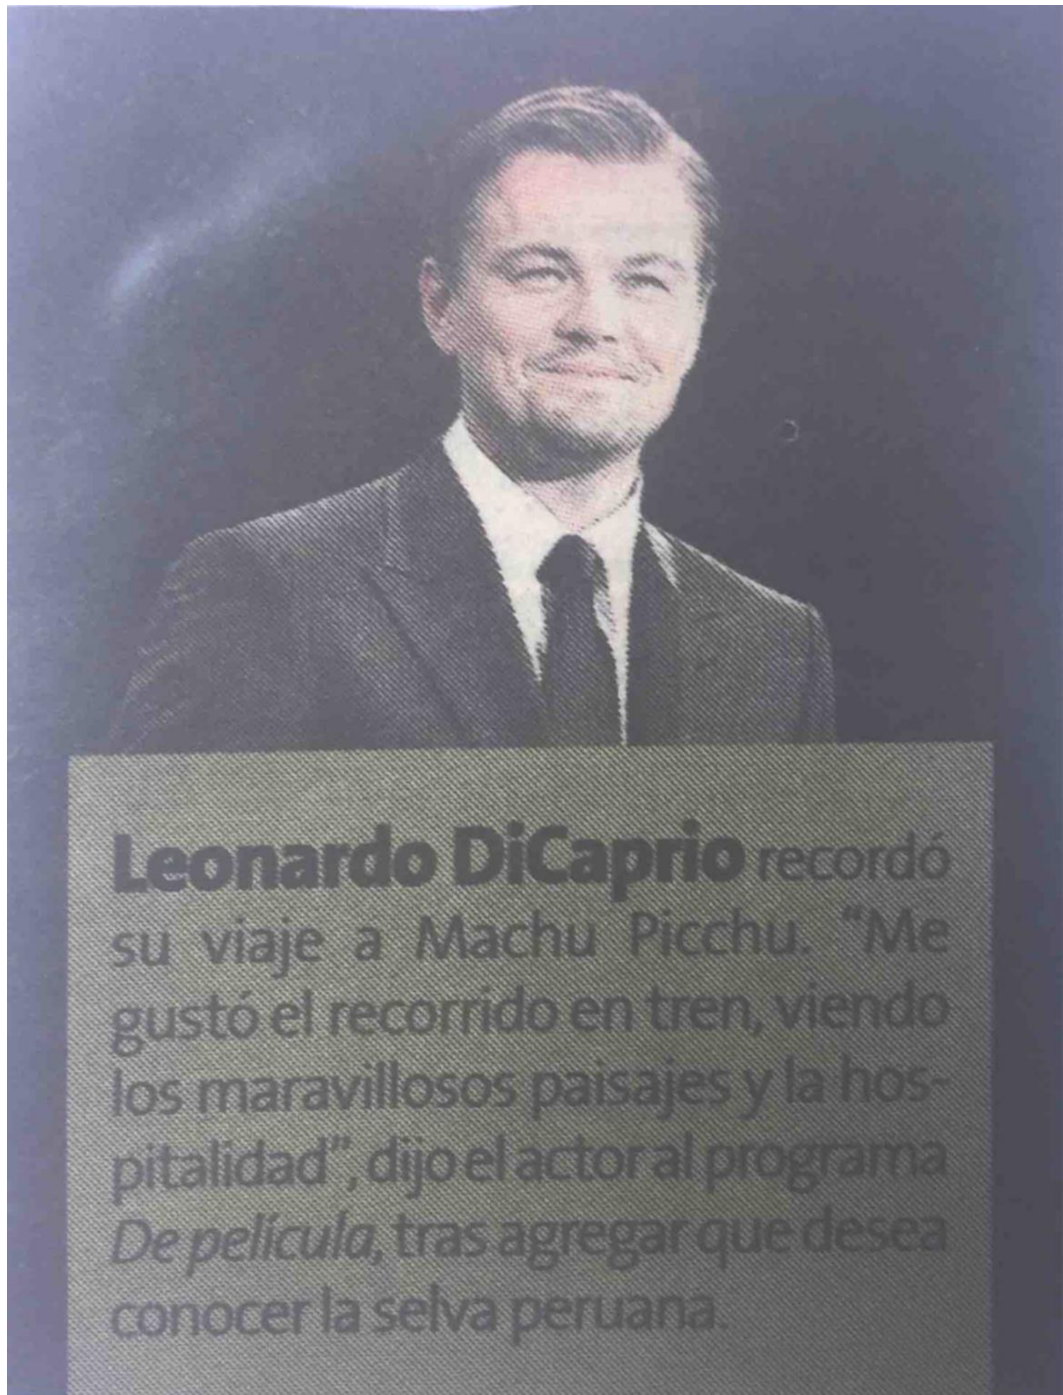 Leonardo DiCaprio recordó
su viaje a Machu Picchu. “Me
gustó el recorrido en tren, viendo
los maravillosos paisajes y la hos-
pitalidad”, dijo el actor al programa
De película, tras agregar que desea
conocer la selva peruana.